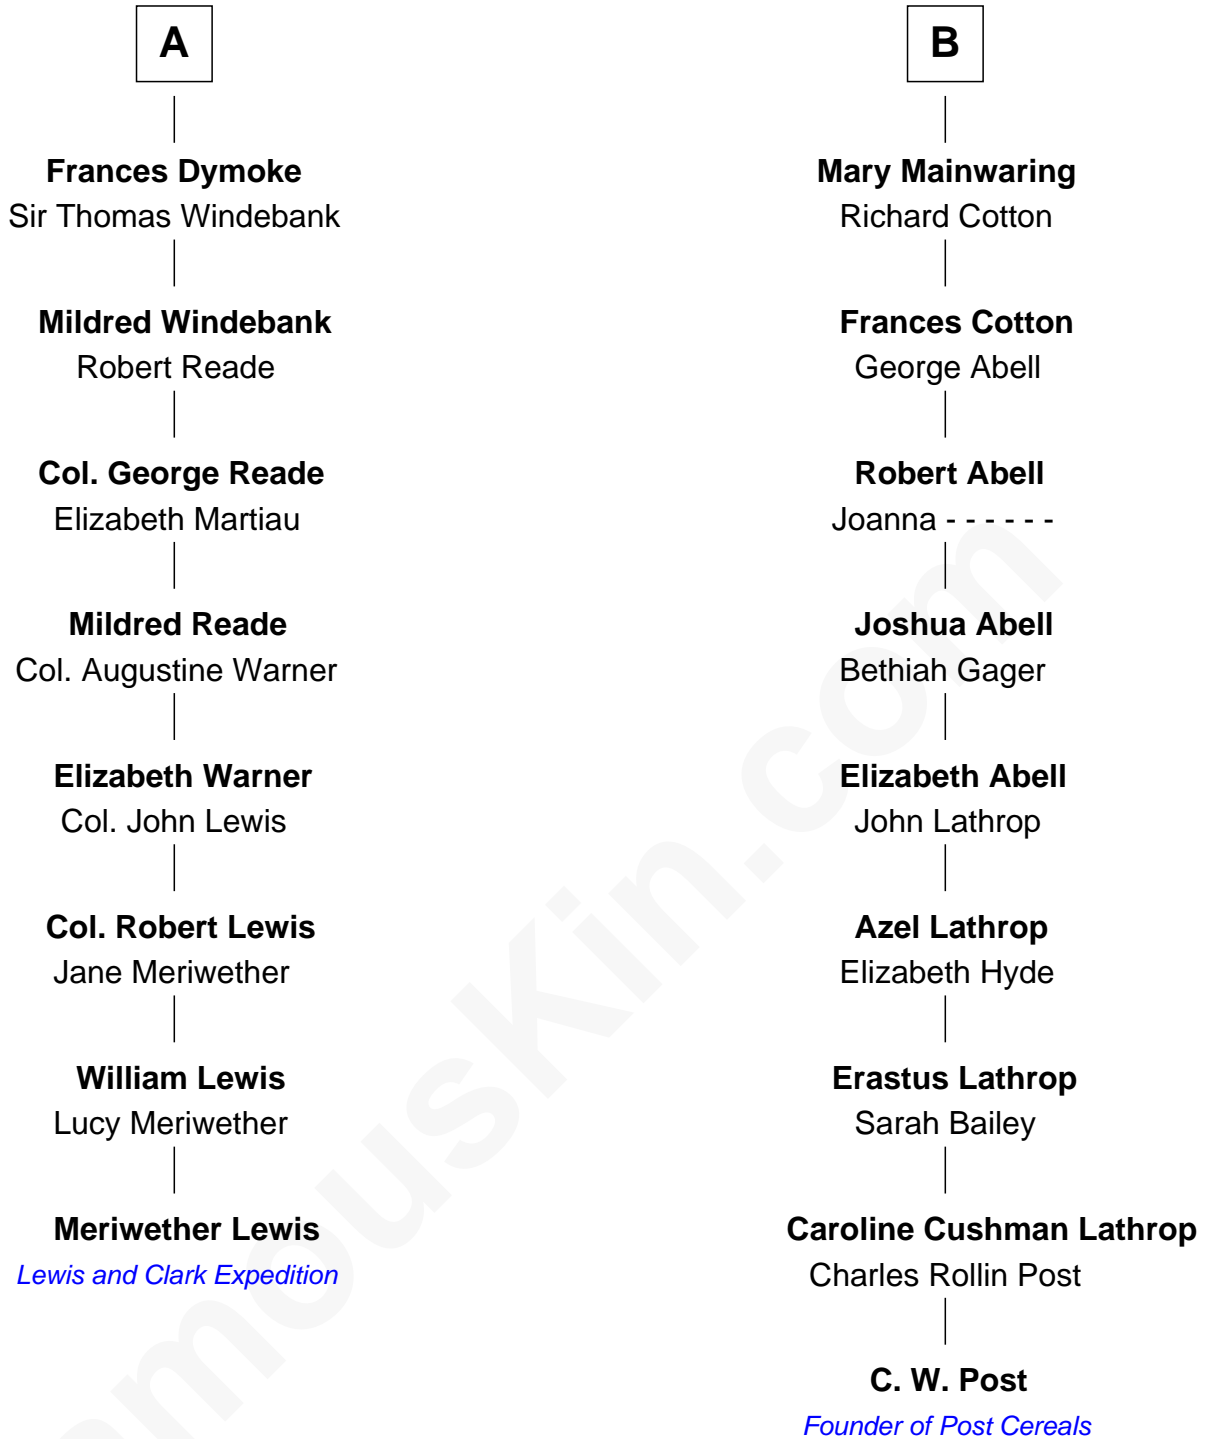 A
Frances Dymoke
Sir Thomas Windebank
Mildred Windebank
Robert Reade
Col. George Reade
Elizabeth Martiau
Mildred Reade
Col. Augustine Warner
Elizabeth Warner
Col. John Lewis
Col. Robert Lewis
Jane Meriwether
William Lewis
Lucy Meriwether
Meriwether Lewis
Lewis and Clark Expedition
B
Mary Mainwaring
Richard Cotton
Frances Cotton
George Abell
Robert Abell
Joanna - - - - - -
Joshua Abell
Bethiah Gager
Elizabeth Abell
John Lathrop
Azel Lathrop
Elizabeth Hyde
Erastus Lathrop
Sarah Bailey
Caroline Cushman Lathrop
Charles Rollin Post
C. W. Post
Founder of Post Cereals
amouskin.com